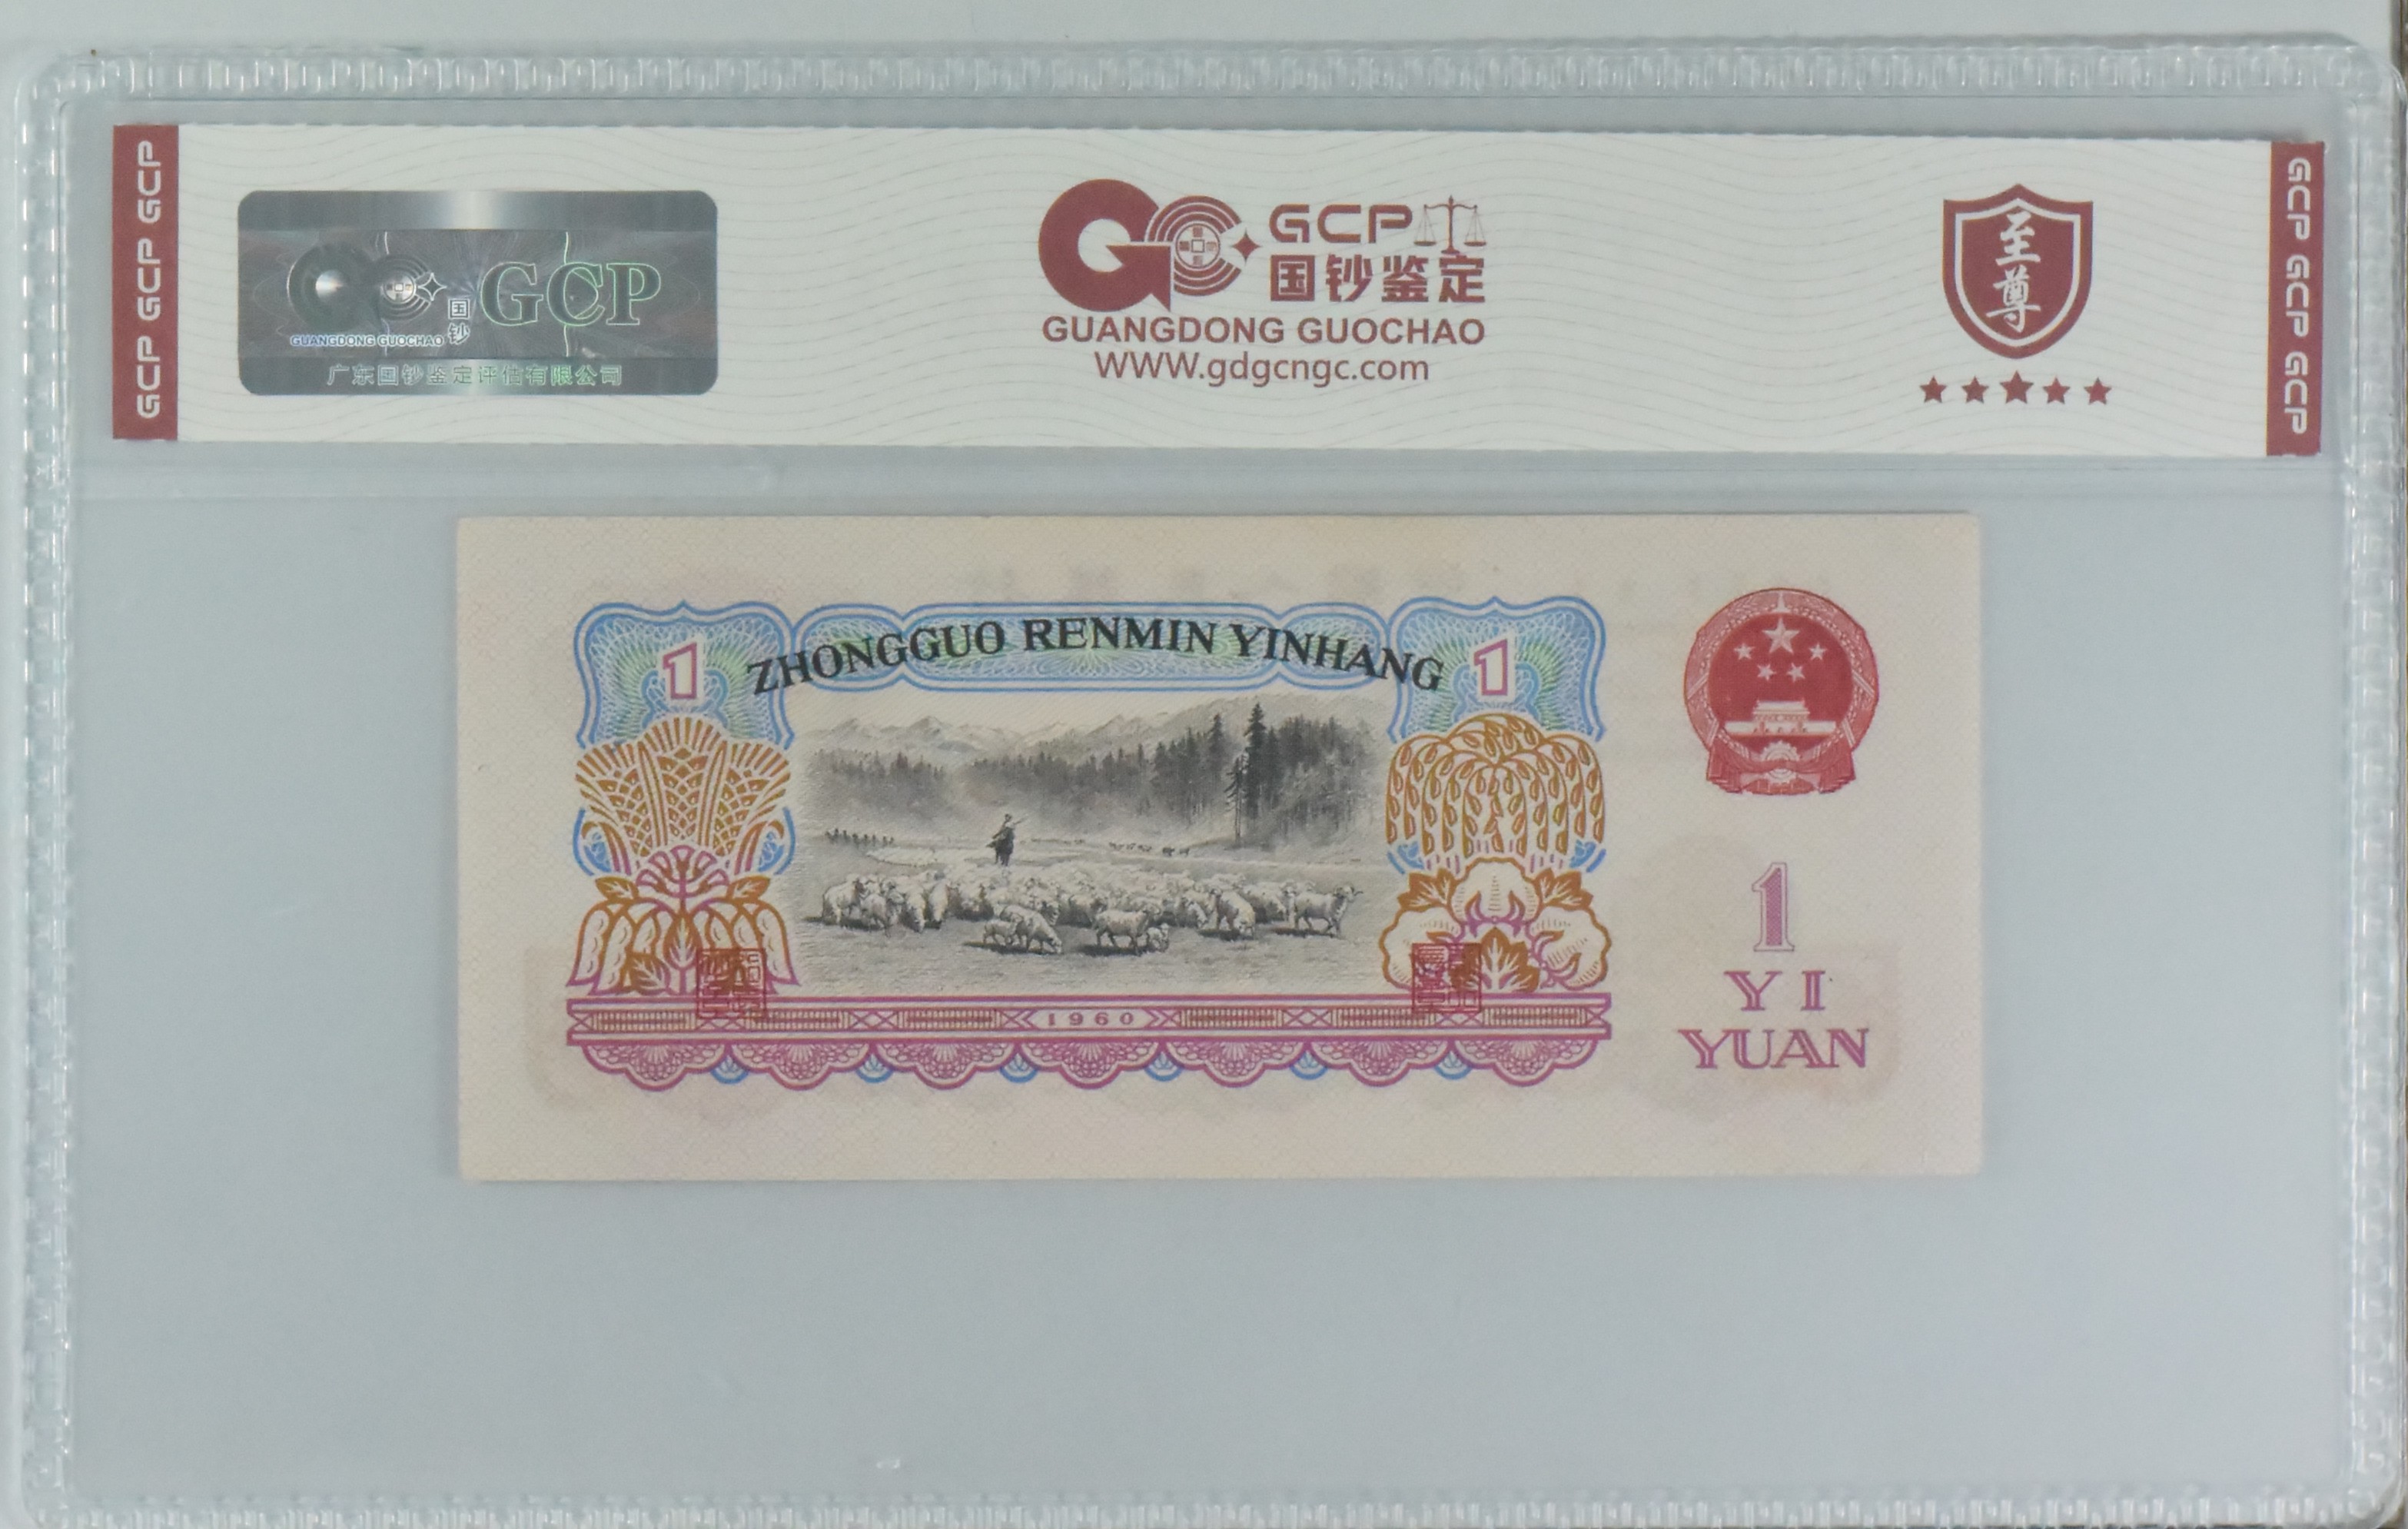 GCP GCP GCP
国钞
GCP
GUANGDONG GUOCHAO
广东国钞鉴定评估有限公司
GCP
国钞鉴定
GUANGDONG GUOCHAO
WWW.gdgcngc.com
至尊
GCP GCP GCP
ZHONGGUO RENMIN YINHANG
1
1
1
YI
YUAN
1960